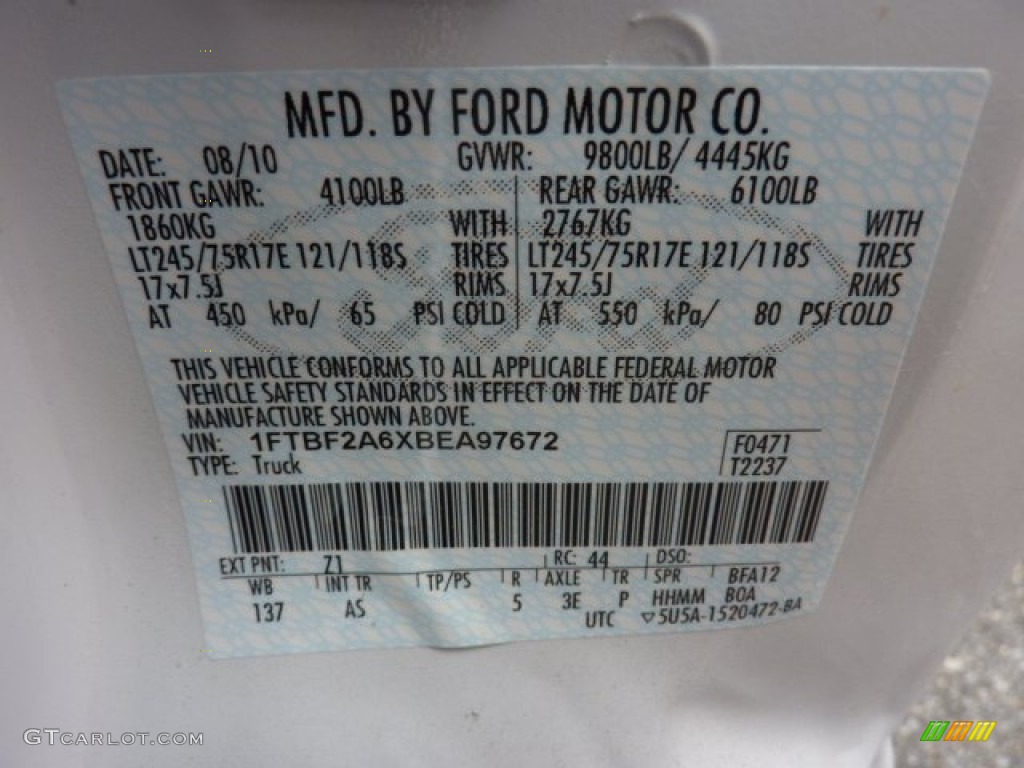 MFD. BY FORD MOTOR CO.
DATE: 08/10 GVWR: 9800LB/ 4445KG
FRONT GAWR: 4100LB REAR GAWR: 6100LB
1860KG WITH 2767KG WITH
LT245/75R17E 121/118S TIRES LT245/75R17E 121/118S TIRES
17x7.5J RIMS 17x7.5J RIMS
AT 450 kPa/ 65 PSI COLD AT 550 kPa/ 80 PSI COLD
THIS VEHICLE CONFORMS TO ALL APPLICABLE FEDERAL MOTOR
VEHICLE SAFETY STANDARDS IN EFFECT ON THE DATE OF
MANUFACTURE SHOWN ABOVE.
VIN: 1FTBF2A6XBEA97672 F0471
TYPE: Truck T2237
EXT PNT: Z1 RC: 44 DSO:
WB INT TR TP/PS R AXLE TR SPR BFA12
137 AS 5 3E P HHMM BOA
UTC ▽5U5A-1520472-BA
GTCARLOT.COM